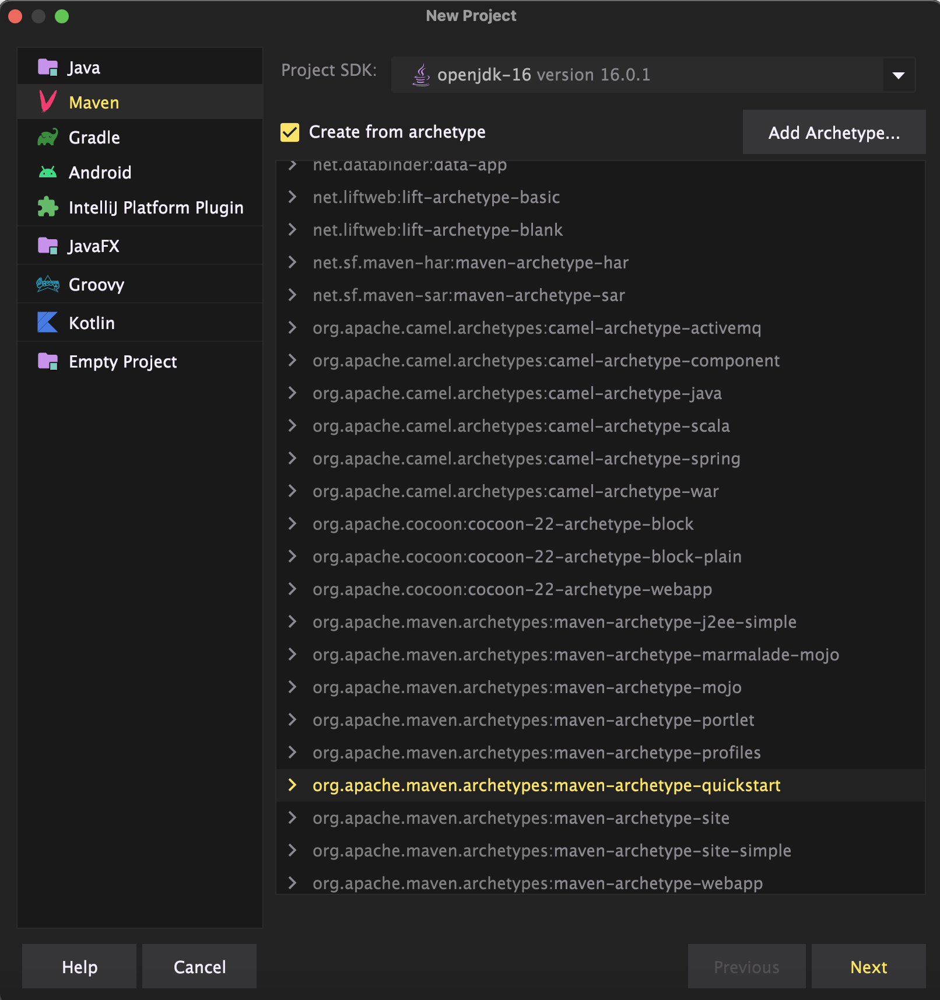 New Project
Java
Maven
Gradle
Android
IntelliJ Platform Plugin
JavaFX
Groovy
Kotlin
Empty Project
Project SDK: openjdk-16 version 16.0.1
Create from archetype
Add Archetype...
net.databinder:data-app
net.liftweb:lift-archetype-basic
net.liftweb:lift-archetype-blank
net.sf.maven-har:maven-archetype-har
net.sf.maven-sar:maven-archetype-sar
org.apache.camel.archetypes:camel-archetype-activemq
org.apache.camel.archetypes:camel-archetype-component
org.apache.camel.archetypes:camel-archetype-java
org.apache.camel.archetypes:camel-archetype-scala
org.apache.camel.archetypes:camel-archetype-spring
org.apache.camel.archetypes:camel-archetype-war
org.apache.cocoon:cocoon-22-archetype-block
org.apache.cocoon:cocoon-22-archetype-block-plain
org.apache.cocoon:cocoon-22-archetype-webapp
org.apache.maven.archetypes:maven-archetype-j2ee-simple
org.apache.maven.archetypes:maven-archetype-marmalade-mojo
org.apache.maven.archetypes:maven-archetype-mojo
org.apache.maven.archetypes:maven-archetype-portlet
org.apache.maven.archetypes:maven-archetype-profiles
org.apache.maven.archetypes:maven-archetype-quickstart
org.apache.maven.archetypes:maven-archetype-site
org.apache.maven.archetypes:maven-archetype-site-simple
org.apache.maven.archetypes:maven-archetype-webapp
Help
Cancel
Previous
Next